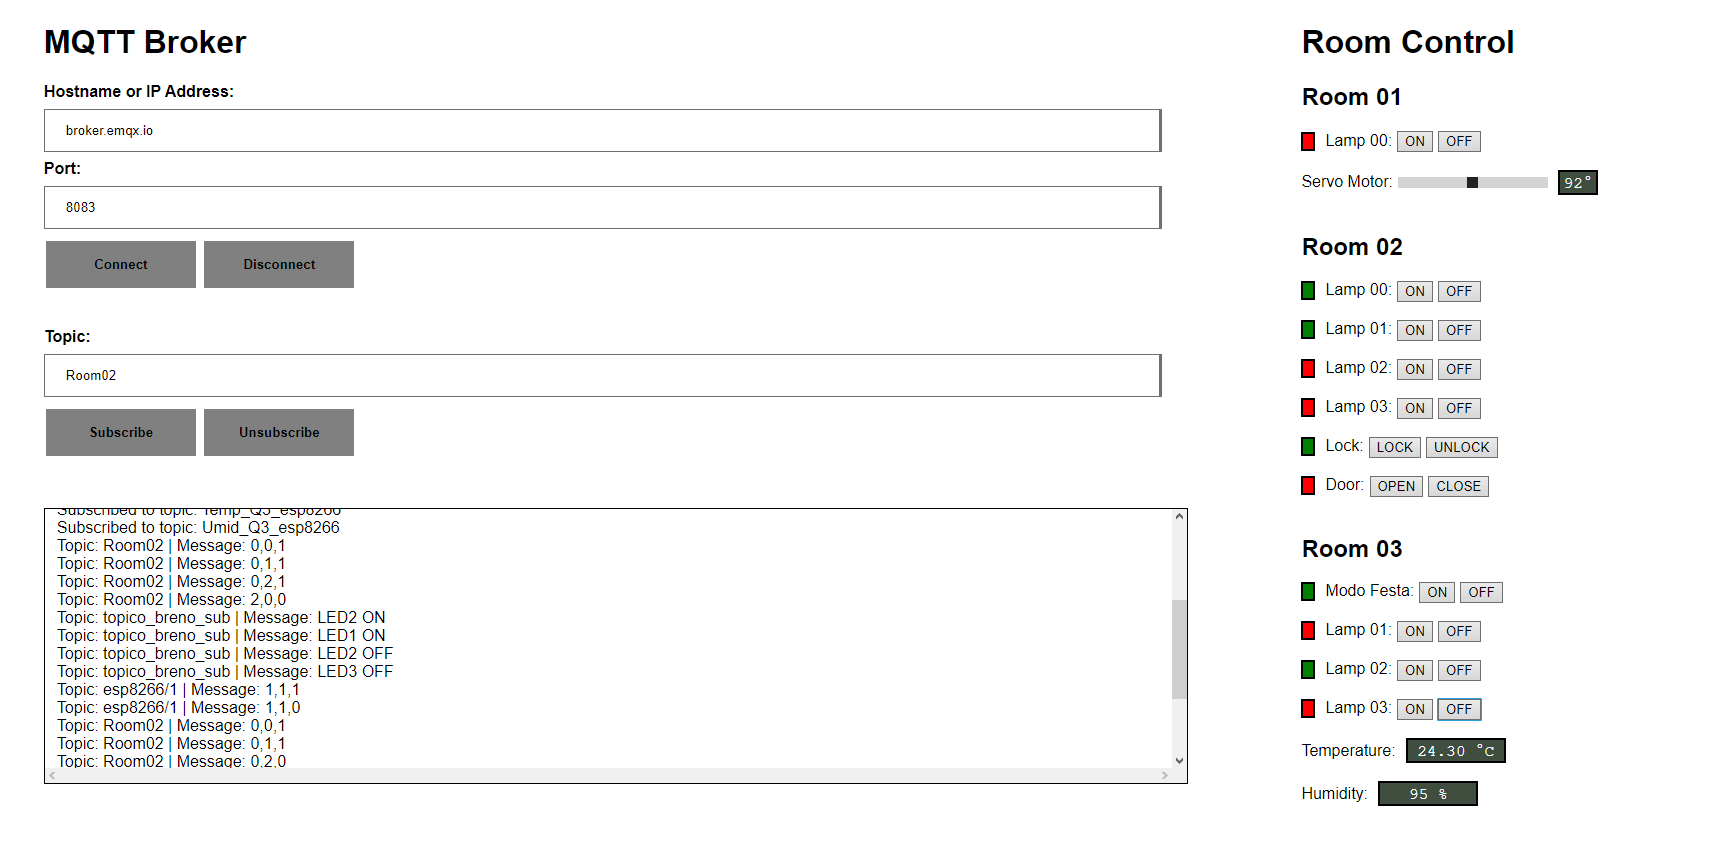 MQTT Broker
Hostname or IP Address:
broker.emqx.io
Port:
8083
Connect Disconnect
Topic:
Room02
Subscribe Unsubscribe
Subscribed to topic: Temp_Q3_esp8266
Subscribed to topic: Umid_Q3_esp8266
Topic: Room02 | Message: 0,0,1
Topic: Room02 | Message: 0,1,1
Topic: Room02 | Message: 0,2,1
Topic: Room02 | Message: 2,0,0
Topic: topico_breno_sub | Message: LED2 ON
Topic: topico_breno_sub | Message: LED1 ON
Topic: topico_breno_sub | Message: LED2 OFF
Topic: topico_breno_sub | Message: LED3 OFF
Topic: esp8266/1 | Message: 1,1,1
Topic: esp8266/1 | Message: 1,1,0
Topic: Room02 | Message: 0,0,1
Topic: Room02 | Message: 0,1,1
Topic: Room02 | Message: 0,2,0
Room Control
Room 01
Lamp 00: ON OFF
Servo Motor: 92°
Room 02
Lamp 00: ON OFF
Lamp 01: ON OFF
Lamp 02: ON OFF
Lamp 03: ON OFF
Lock: LOCK UNLOCK
Door: OPEN CLOSE
Room 03
Modo Festa: ON OFF
Lamp 01: ON OFF
Lamp 02: ON OFF
Lamp 03: ON OFF
Temperature: 24.30 °C
Humidity: 95 %